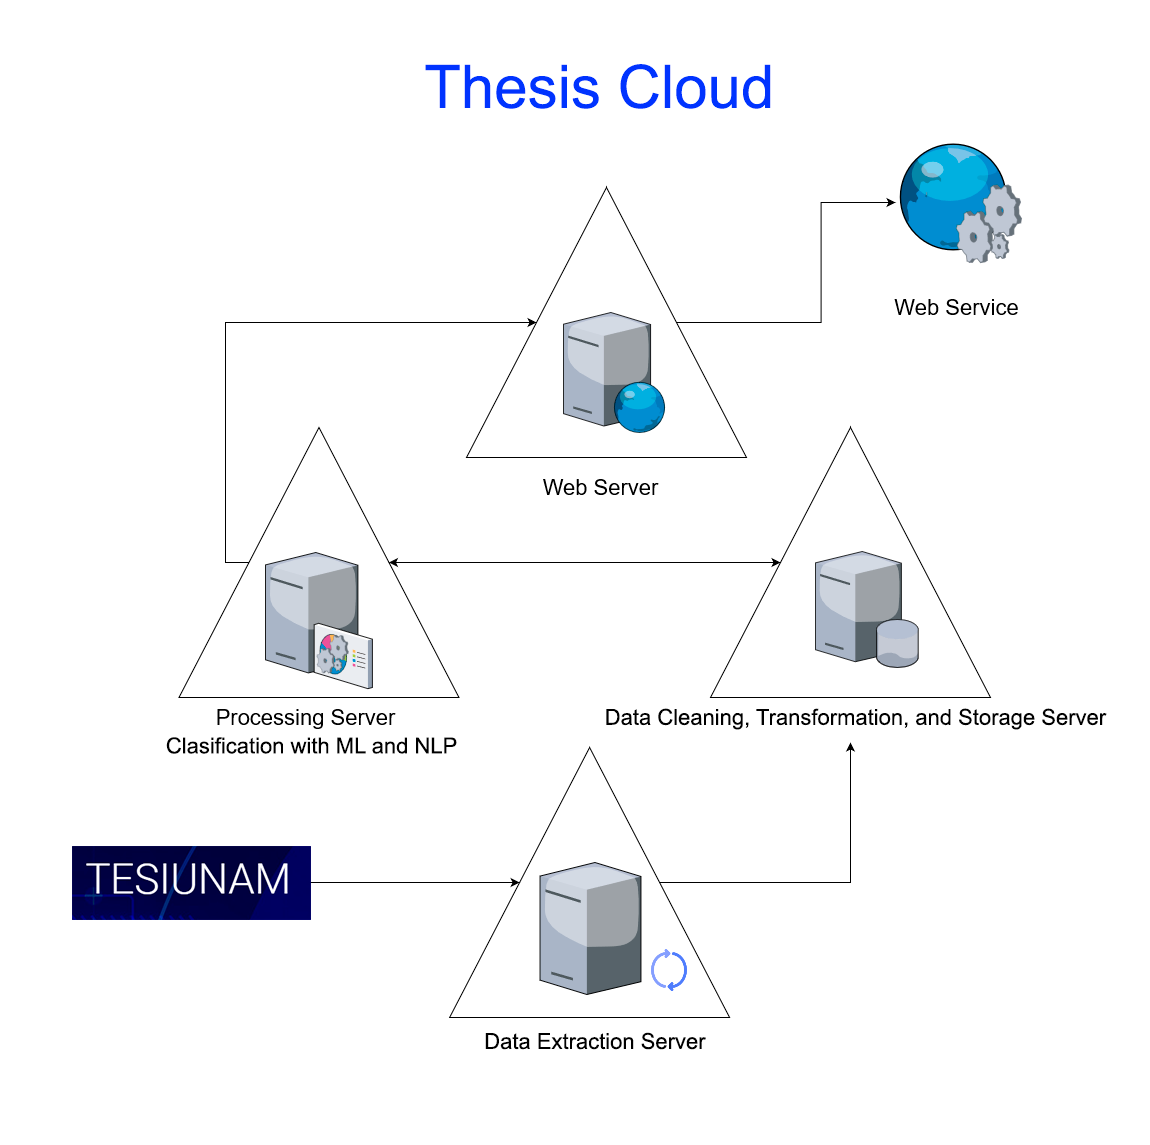 Thesis Cloud
Web Service
Web Server
Processing Server
Clasification with ML and NLP
Data Cleaning, Transformation, and Storage Server
TESIUNAM
Data Extraction Server